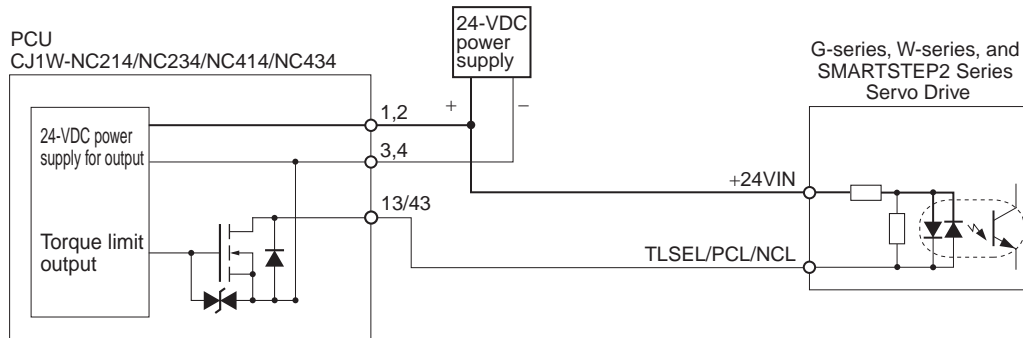 PCU
CJ1W-NC214/NC234/NC414/NC434
24-VDC
power
supply
+
−
G-series, W-series, and
SMARTSTEP2 Series
Servo Drive
24-VDC power
supply for output
1,2
3,4
+24VIN
13/43
Torque limit
output
TLSEL/PCL/NCL